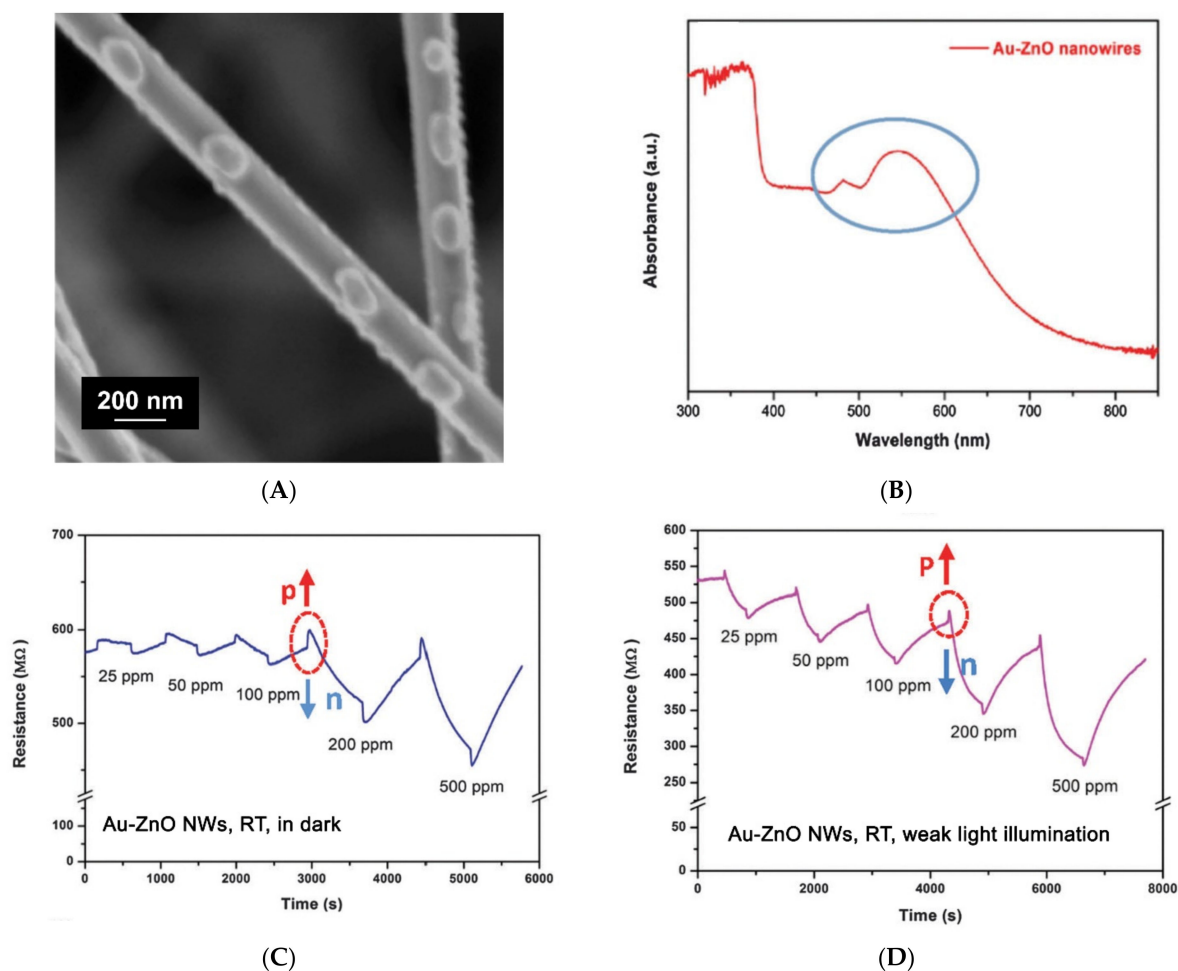 200 nm
(A)
Au-ZnO nanowires
Absorbance (a.u.)
300 400 500 600 700 800
Wavelength (nm)
(B)
700
600
500
100
0
Resistance (MΩ)
p
n
25 ppm
50 ppm
100 ppm
200 ppm
500 ppm
Au-ZnO NWs, RT, in dark
0 1000 2000 3000 4000 5000 6000
Time (s)
(C)
600
550
500
450
400
350
300
250
50
0
Resistance (MΩ)
P
n
25 ppm
50 ppm
100 ppm
200 ppm
500 ppm
Au-ZnO NWs, RT, weak light illumination
0 2000 4000 6000 8000
Time (s)
(D)